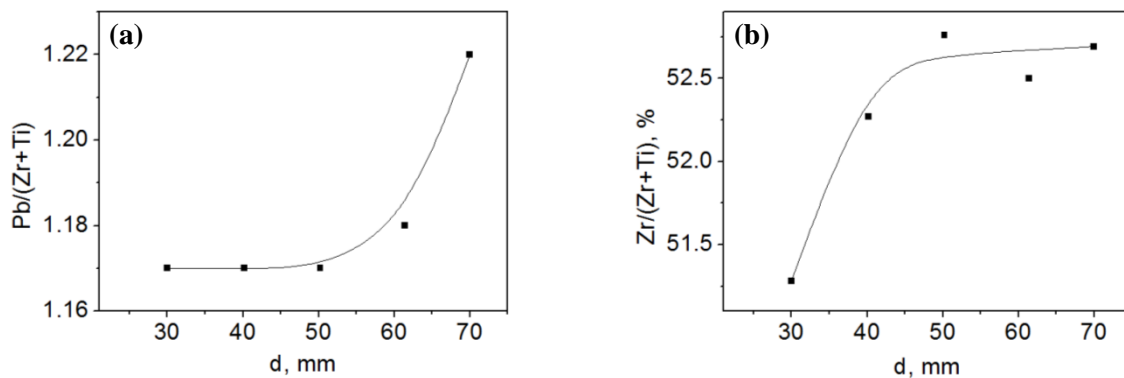 (a)
Pb/(Zr+Ti)
1.22
1.20
1.18
1.16
30 40 50 60 70
d, mm
(b)
Zr/(Zr+Ti), %
52.5
52.0
51.5
30 40 50 60 70
d, mm